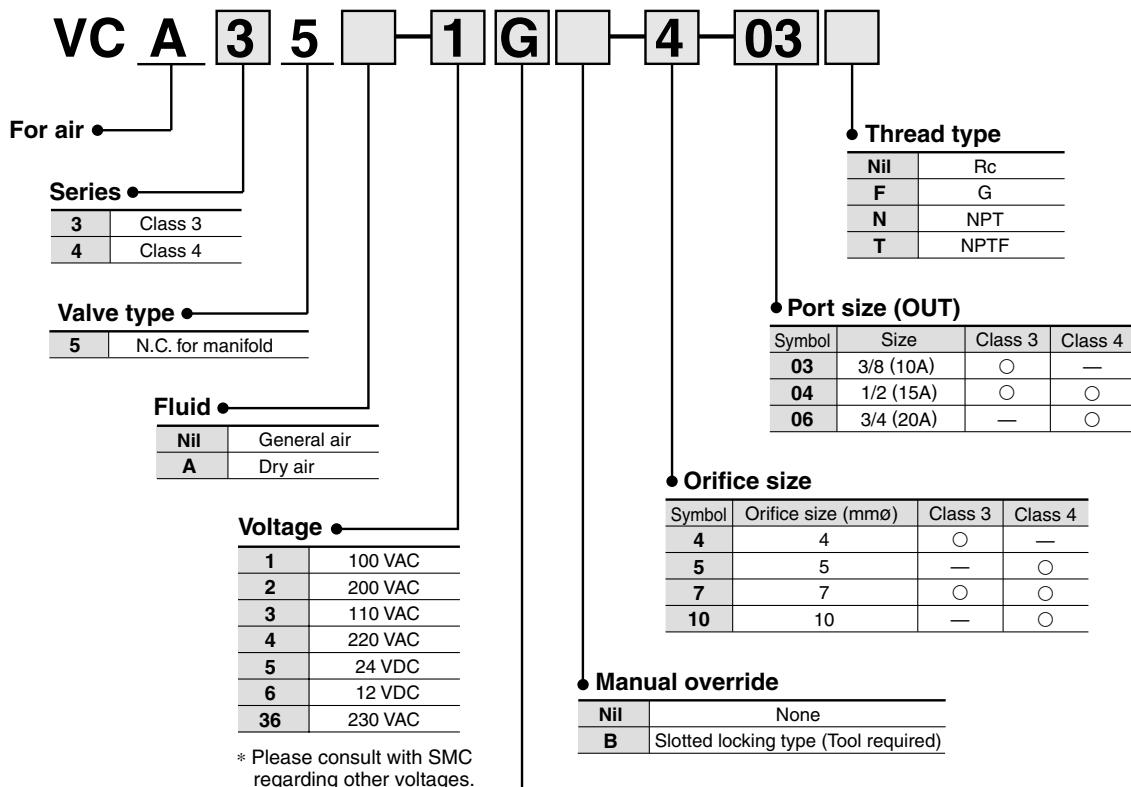 VC A 3 5 – 1 G – 4 – 03
For air
Thread type
Nil Rc
F G
N NPT
T NPTF
Series
3 Class 3
4 Class 4
Valve type
5 N.C. for manifold
Port size (OUT)
Symbol Size Class 3 Class 4
03 3/8 (10A) ○ —
04 1/2 (15A) ○ ○
06 3/4 (20A) — ○
Fluid
Nil General air
A Dry air
Orifice size
Symbol Orifice size (mmø) Class 3 Class 4
4 4 ○ —
5 5 — ○
7 7 ○ ○
10 10 — ○
Voltage
1 100 VAC
2 200 VAC
3 110 VAC
4 220 VAC
5 24 VDC
6 12 VDC
36 230 VAC
* Please consult with SMC
regarding other voltages.
Manual override
Nil None
B Slotted locking type (Tool required)